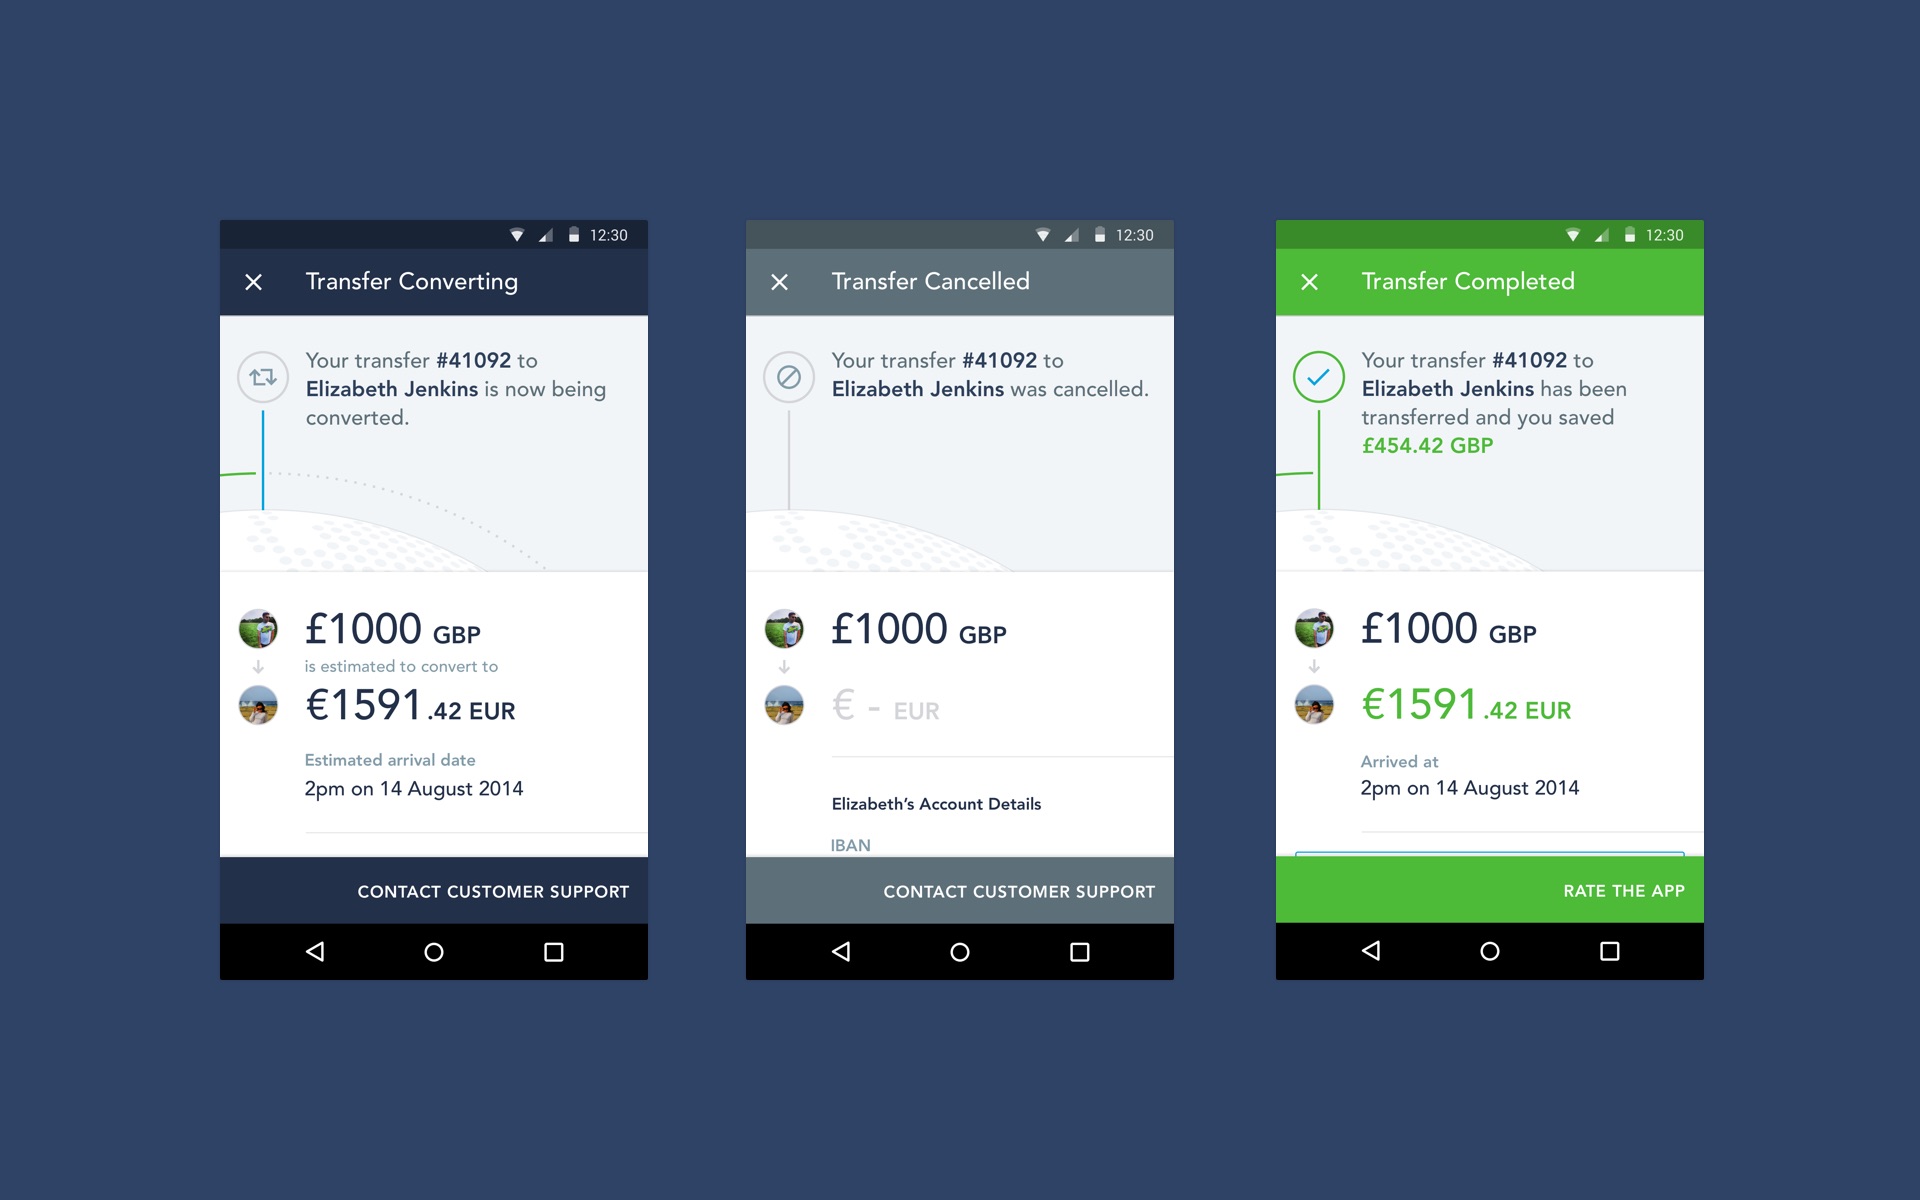 12:30
Transfer Converting
Your transfer #41092 to
Elizabeth Jenkins is now being
converted.
£1000 GBP
is estimated to convert to
€1591.42 EUR
Estimated arrival date
2pm on 14 August 2014
CONTACT CUSTOMER SUPPORT
12:30
Transfer Cancelled
Your transfer #41092 to
Elizabeth Jenkins was cancelled.
£1000 GBP
€ - EUR
Elizabeth’s Account Details
IBAN
CONTACT CUSTOMER SUPPORT
12:30
Transfer Completed
Your transfer #41092 to
Elizabeth Jenkins has been
transferred and you saved
£454.42 GBP
£1000 GBP
€1591.42 EUR
Arrived at
2pm on 14 August 2014
RATE THE APP